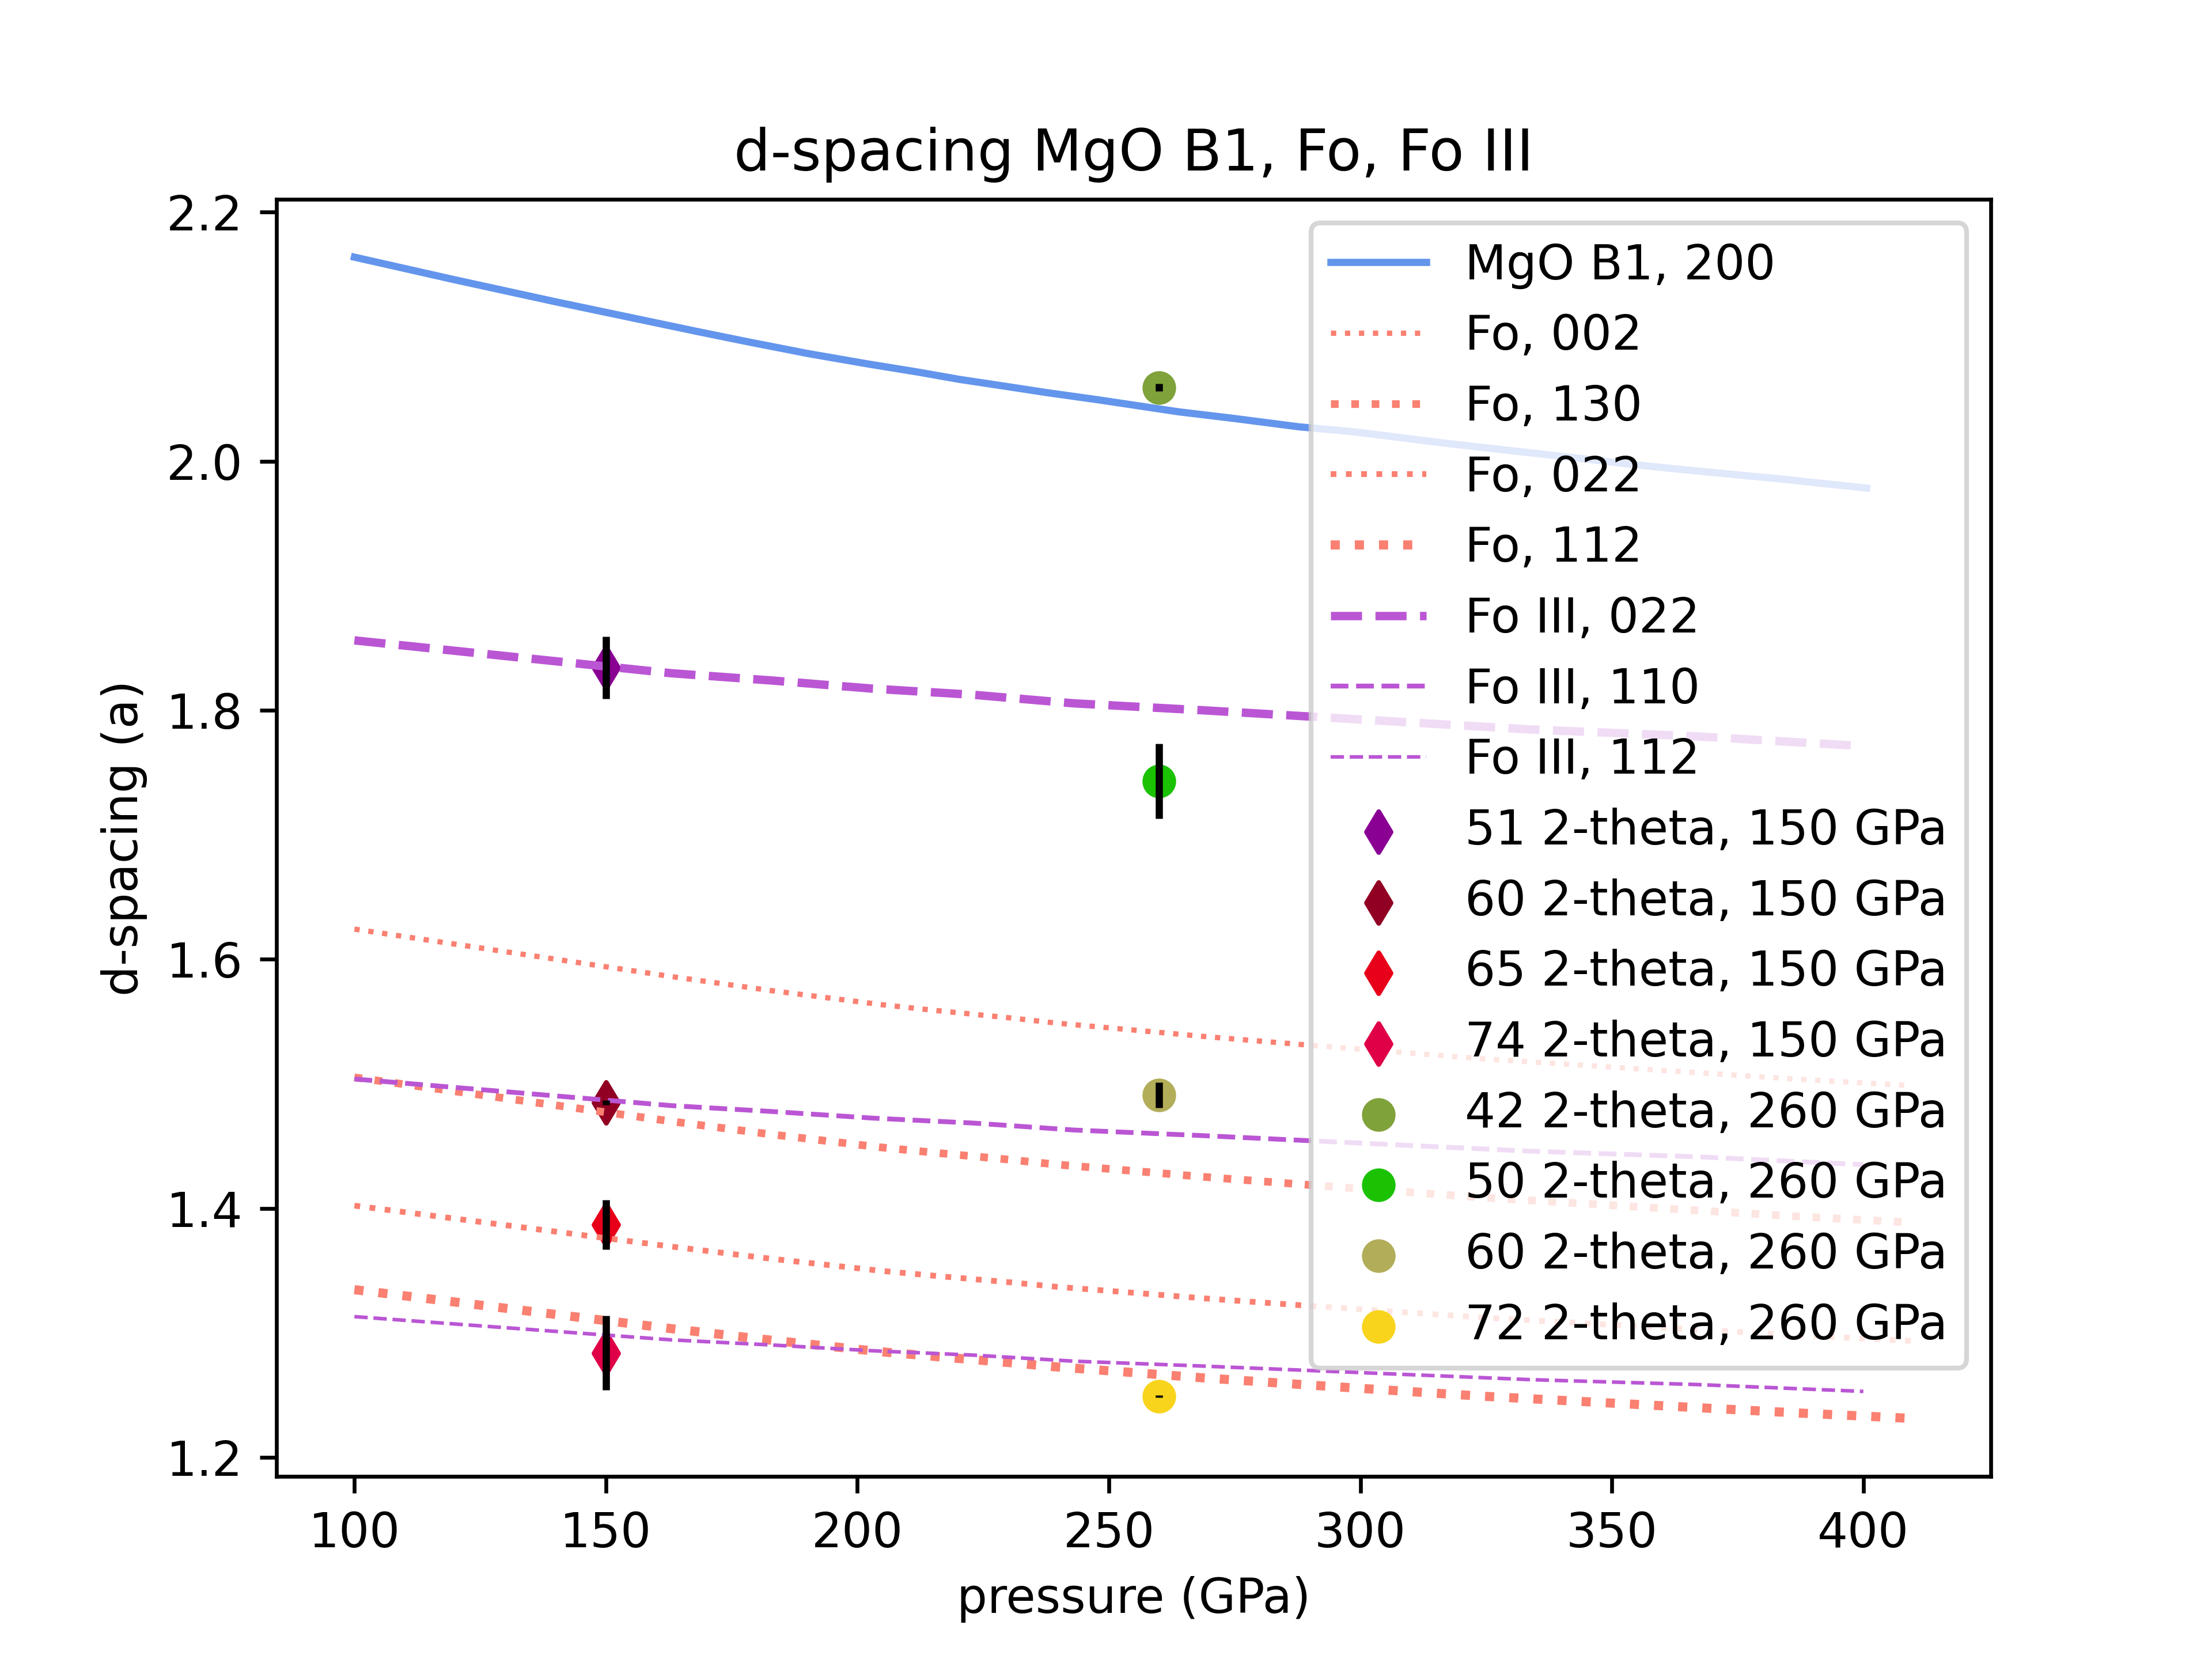 d-spacing MgO B1, Fo, Fo III
2.2
2.0
1.8
1.6
1.4
1.2
d-spacing (a)
MgO B1, 200
Fo, 002
Fo, 130
Fo, 022
Fo, 112
Fo III, 022
Fo III, 110
Fo III, 112
51 2-theta, 150 GPa
60 2-theta, 150 GPa
65 2-theta, 150 GPa
74 2-theta, 150 GPa
42 2-theta, 260 GPa
50 2-theta, 260 GPa
60 2-theta, 260 GPa
72 2-theta, 260 GPa
100 150 200 250 300 350 400
pressure (GPa)